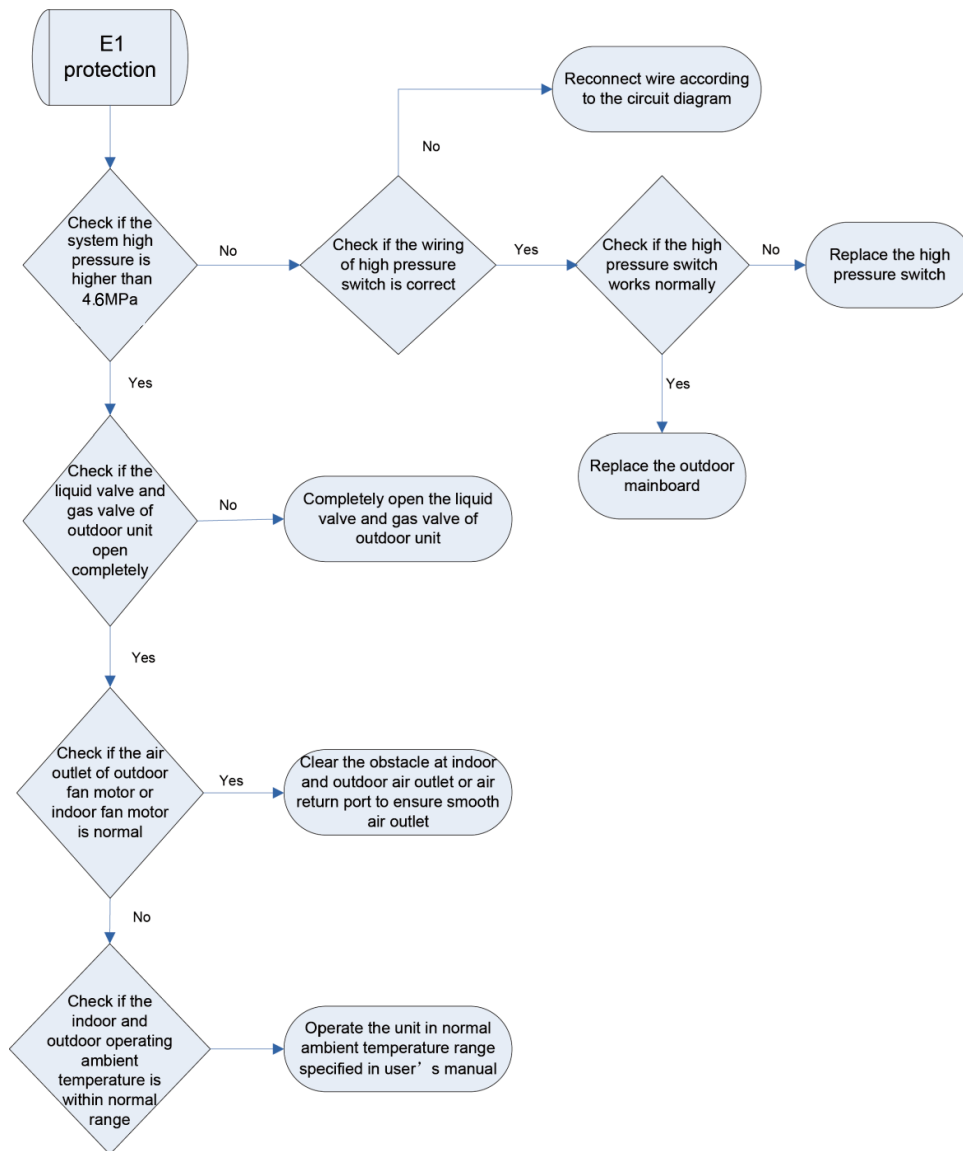 E1
protection
Reconnect wire according
to the circuit diagram
No
Check if the
system high
pressure is
higher than
4.6MPa
No
Check if the wiring
of high pressure
switch is correct
Yes
Check if the high
pressure switch
works normally
No
Replace the high
pressure switch
Yes
Yes
Replace the outdoor
mainboard
Check if the
liquid valve and
gas valve of
outdoor unit
open
completely
No
Completely open the liquid
valve and gas valve of
outdoor unit
Yes
Check if the air
outlet of outdoor
fan motor or
indoor fan motor
is normal
Yes
Clear the obstacle at indoor
and outdoor air outlet or air
return port to ensure smooth
air outlet
No
Check if the
indoor and
outdoor operating
ambient
temperature is
within normal
range
Operate the unit in normal
ambient temperature range
specified in user’s manual